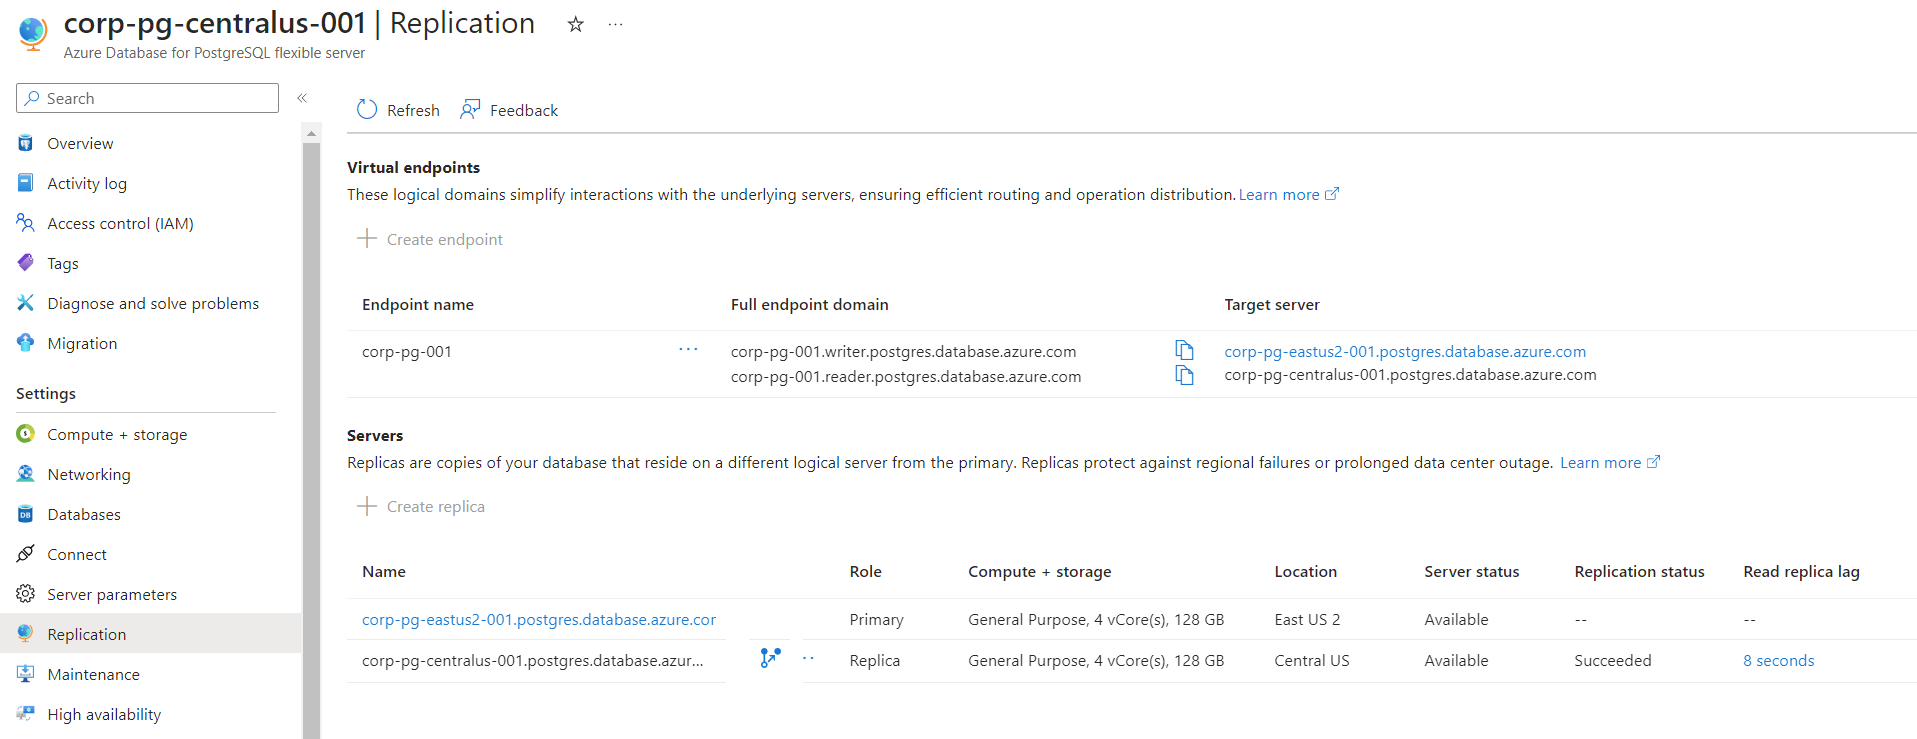 corp-pg-centralus-001 | Replication
Azure Database for PostgreSQL flexible server
Search
Overview
Activity log
Access control (IAM)
Tags
Diagnose and solve problems
Migration
Settings
Compute + storage
Networking
Databases
Connect
Server parameters
Replication
Maintenance
High availability
Refresh Feedback
Virtual endpoints
These logical domains simplify interactions with the underlying servers, ensuring efficient routing and operation distribution. Learn more
Create endpoint
Endpoint name Full endpoint domain Target server
corp-pg-001 ... corp-pg-001.writer.postgres.database.azure.com corp-pg-eastus2-001.postgres.database.azure.com
corp-pg-001.reader.postgres.database.azure.com corp-pg-centralus-001.postgres.database.azure.com
Servers
Replicas are copies of your database that reside on a different logical server from the primary. Replicas protect against regional failures or prolonged data center outage. Learn more
Create replica
Name Role Compute + storage Location Server status Replication status Read replica lag
corp-pg-eastus2-001.postgres.database.azure.cor Primary General Purpose, 4 vCore(s), 128 GB East US 2 Available -- --
corp-pg-centralus-001.postgres.database.azur... Replica General Purpose, 4 vCore(s), 128 GB Central US Available Succeeded 8 seconds